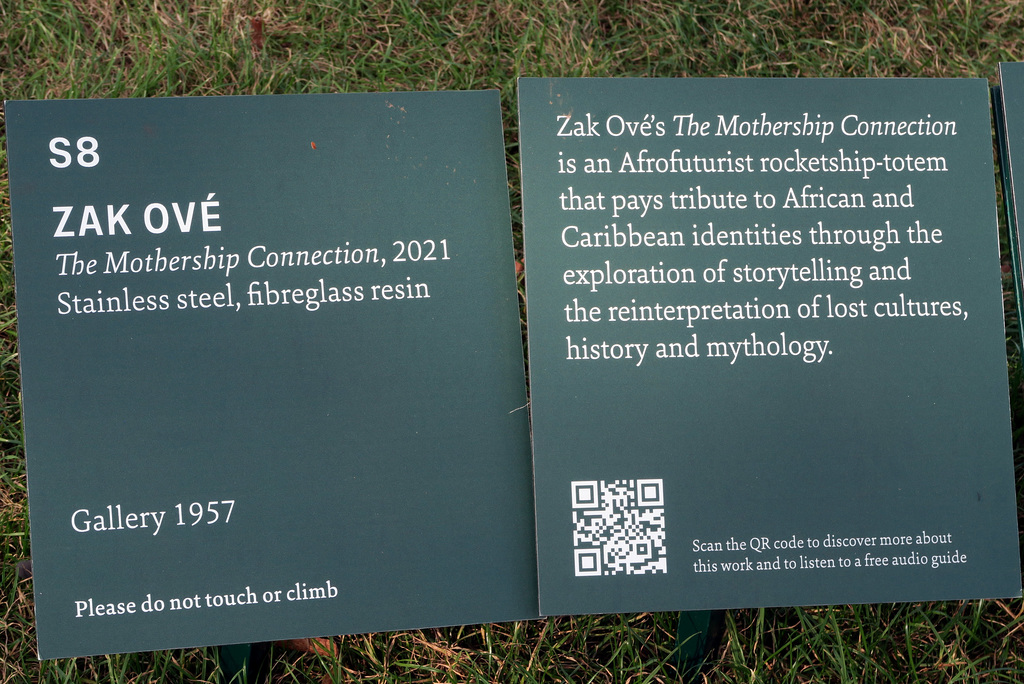 S8
ZAK OVÉ
The Mothership Connection, 2021
Stainless steel, fibreglass resin
Gallery 1957
Please do not touch or climb
Zak Ové’s The Mothership Connection
is an Afrofuturist rocketship-totem
that pays tribute to African and
Caribbean identities through the
exploration of storytelling and
the reinterpretation of lost cultures,
history and mythology.
Scan the QR code to discover more about
this work and to listen to a free audio guide